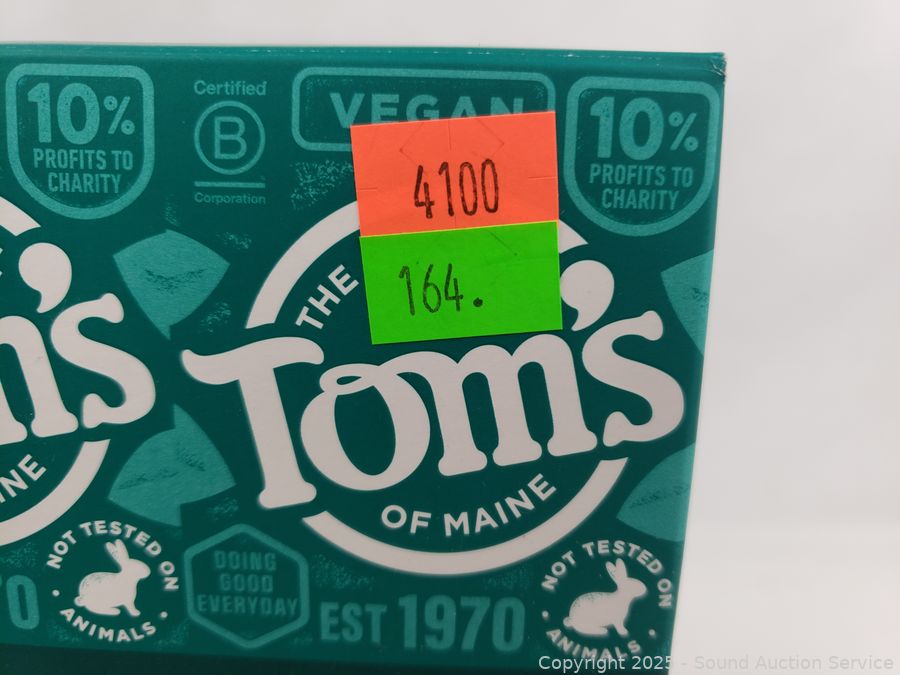 10%
PROFITS TO
CHARITY
Certified
B
Corporation
VEGAN
10%
PROFITS TO
CHARITY
4100
164.
THE
Tom's
OF MAINE
NOT TESTED ON
ANIMALS
DOING
GOOD
EVERYDAY
EST 1970
NOT TESTED ON
ANIMALS
Copyright 2025 - Sound Auction Service